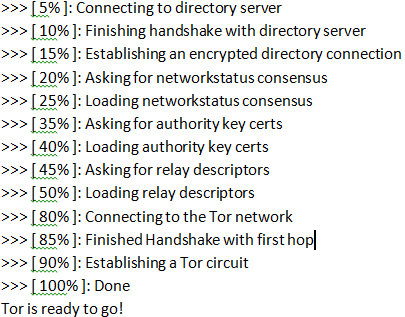 >>> [ 5% ]: Connecting to directory server
>>> [ 10% ]: Finishing handshake with directory server
>>> [ 15% ]: Establishing an encrypted directory connection
>>> [ 20% ]: Asking for networkstatus consensus
>>> [ 25% ]: Loading networkstatus consensus
>>> [ 35% ]: Asking for authority key certs
>>> [ 40% ]: Loading authority key certs
>>> [ 45% ]: Asking for relay descriptors
>>> [ 50% ]: Loading relay descriptors
>>> [ 80% ]: Connecting to the Tor network
>>> [ 85% ]: Finished Handshake with first hop
>>> [ 90% ]: Establishing a Tor circuit
>>> [ 100% ]: Done
Tor is ready to go!